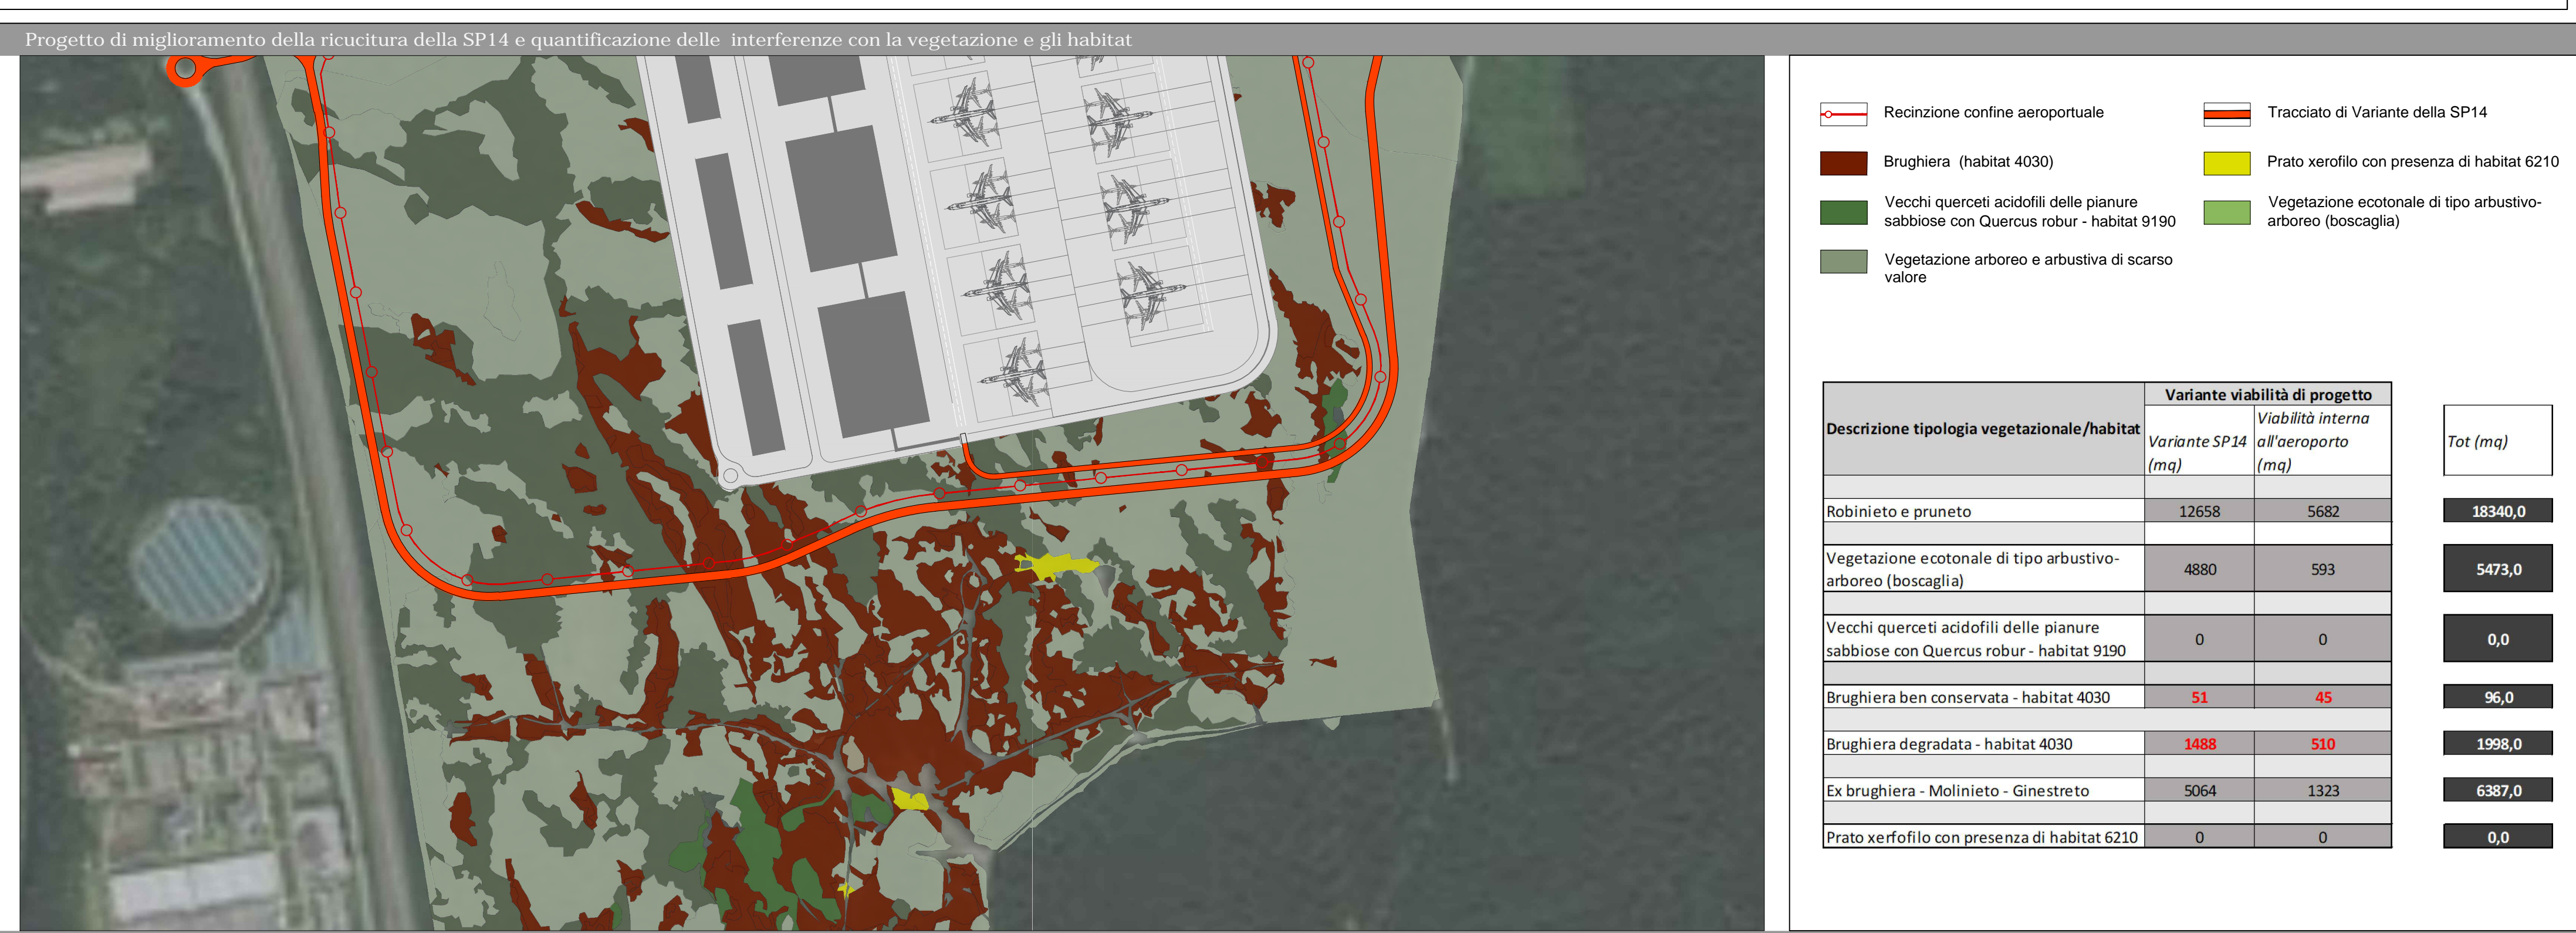 Progetto di miglioramento della ricucitura della SP14 e quantificazione delle interferenze con la vegetazione e gli habitat
Recinzione confine aeroportuale
Tracciato di Variante della SP14
Brughiera (habitat 4030)
Prato xerofilo con presenza di habitat 6210
Vecchi querceti acidofili delle pianure
sabbiose con Quercus robur - habitat 9190
Vegetazione ecotonale di tipo arbustivo-
arboreo (boscaglia)
Vegetazione arboreo e arbustiva di scarso
valore
Descrizione tipologia vegetazionale/habitat
Variante viabilità di progetto
Variante SP14
(mq)
Viabilità interna
all'aeroporto
(mq)
Tot (mq)
Robinieto e pruneto 12658 5682 18340,0
Vegetazione ecotonale di tipo arbustivo-
arboreo (boscaglia) 4880 593 5473,0
Vecchi querceti acidofili delle pianure
sabbiose con Quercus robur - habitat 9190 0 0 0,0
Brughiera ben conservata - habitat 4030 51 45 96,0
Brughiera degradata - habitat 4030 1488 510 1998,0
Ex brughiera - Molinieto - Ginestreto 5064 1323 6387,0
Prato xerfofilo con presenza di habitat 6210 0 0 0,0